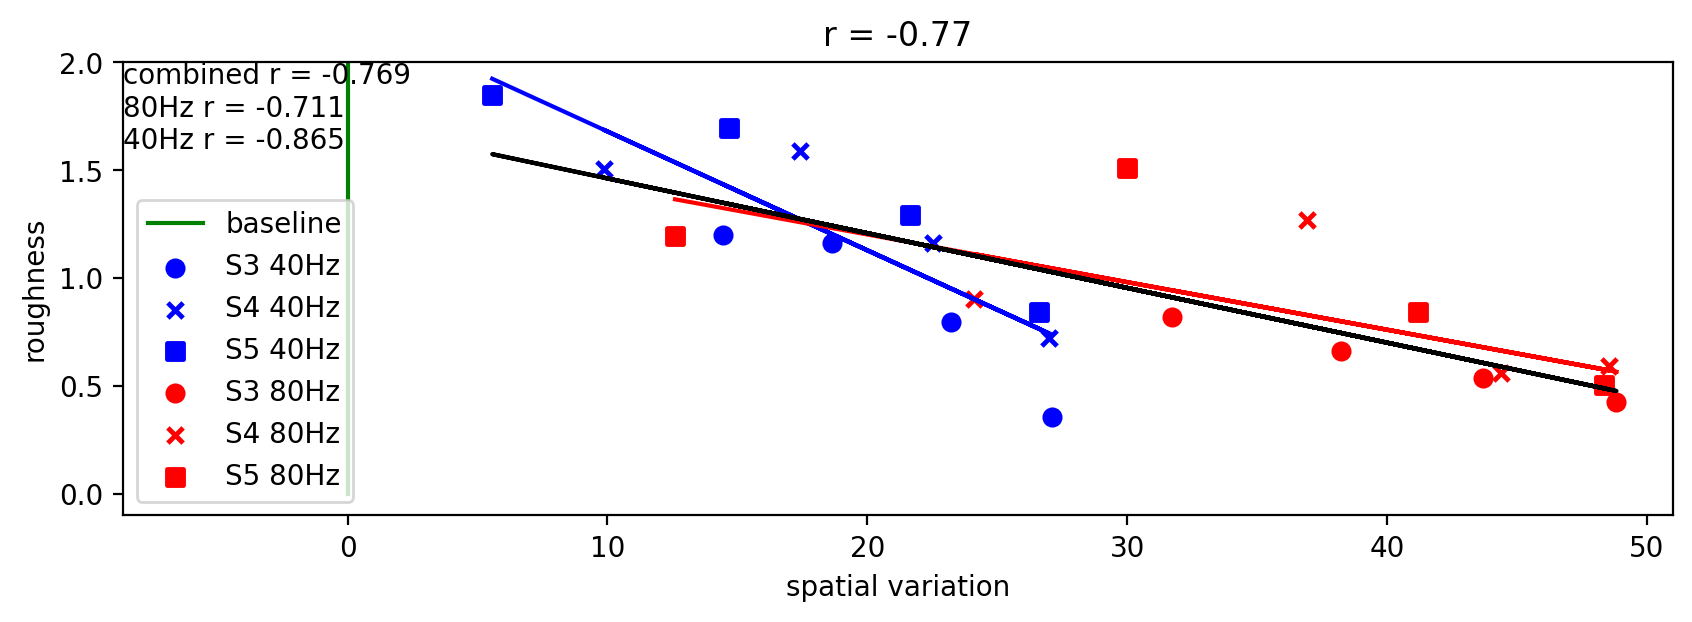 r = -0.77
combined r = -0.769
80Hz r = -0.711
40Hz r = -0.865
baseline
S3 40Hz
S4 40Hz
S5 40Hz
S3 80Hz
S4 80Hz
S5 80Hz
roughness
2.0
1.5
1.0
0.5
0.0
0 10 20 30 40 50
spatial variation